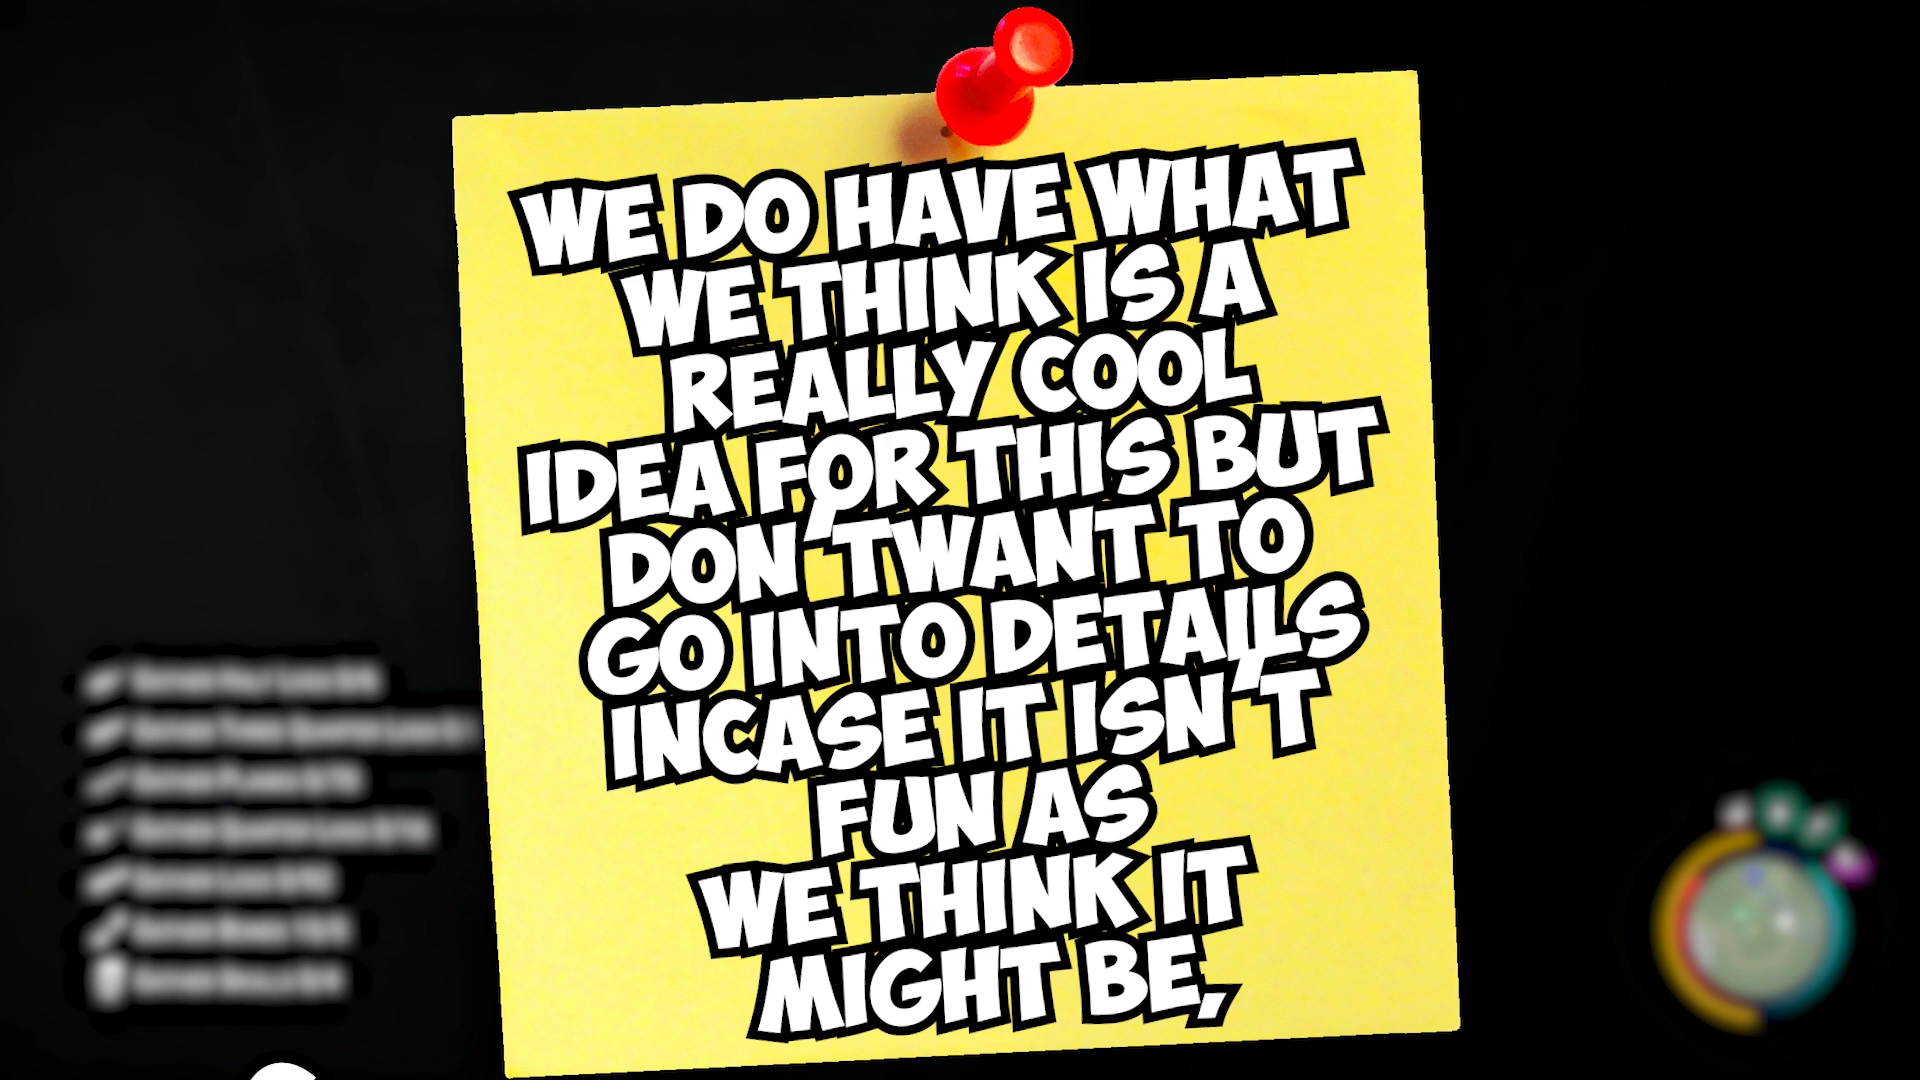 WE DO HAVE WHAT
WE THINK IS A
REALLY COOL
IDEA FOR THIS BUT
DON'TWANT TO
GO INTO DETAILS
INCASE IT ISN'T
FUN AS
WE THINK IT
MIGHT BE,